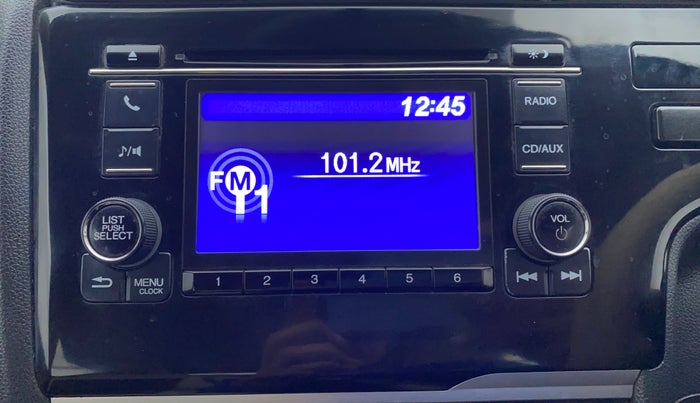 12:45
RADIO
CD/AUX
101.2MHz
FM
1
LIST
PUSH
SELECT
VOL
MENU
CLOCK
1 2 3 4 5 6